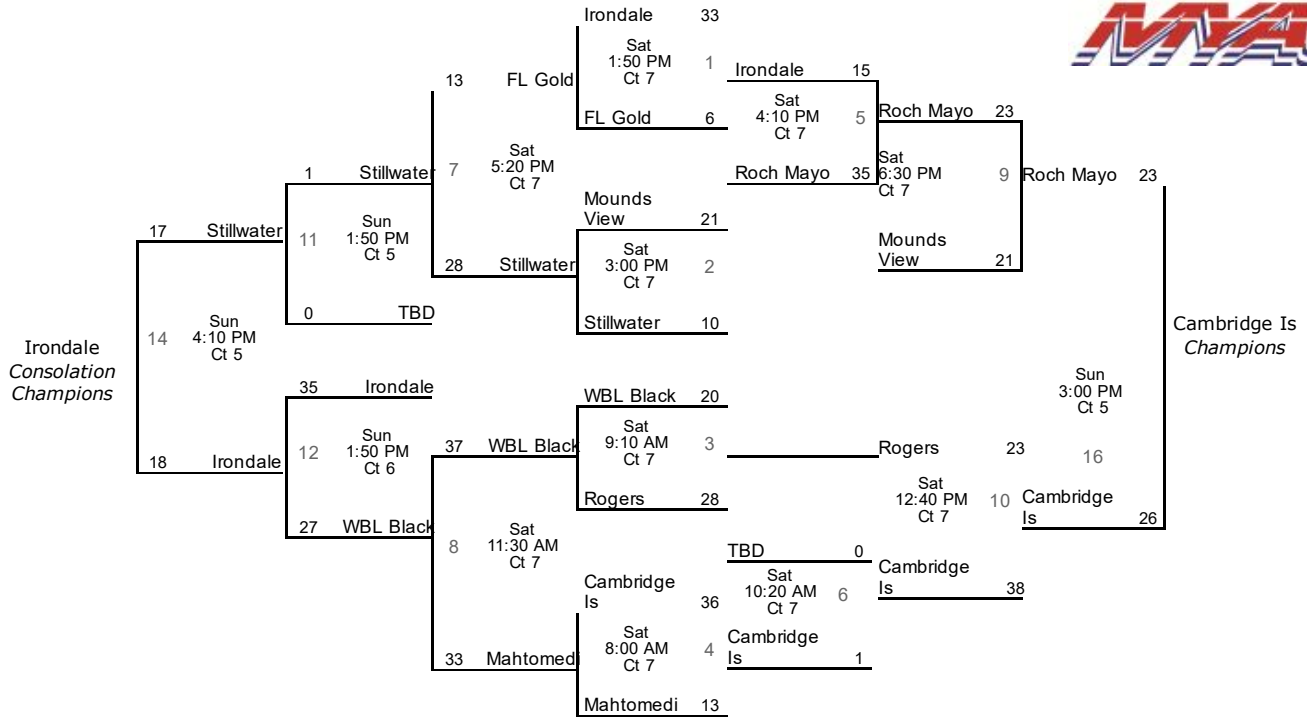 MYAS
Irondale 33
Sat
1:50 PM 1
Ct 7
13 FL Gold
FL Gold 6
Irondale 15
Sat
4:10 PM 5
Ct 7
Roch Mayo 35
Roch Mayo 23
Sat
6:30 PM 9
Ct 7
Roch Mayo 23
Mounds
View 21
7 Sat
5:20 PM
Ct 7
1 Stillwater
Mounds
View 21
Sat
3:00 PM 2
Ct 7
28 Stillwater
Stillwater 10
17 Stillwater
11 Sun
1:50 PM
Ct 5
0 TBD
14 Sun
4:10 PM
Ct 5
Irondale
Consolation
Champions
Cambridge Is
Champions
Sun
3:00 PM
Ct 5
16
35 Irondale
12 Sun
1:50 PM
Ct 6
18 Irondale
27 WBL Black
37 WBL Black
WBL Black 20
Sat
9:10 AM 3
Ct 7
Rogers 28
Rogers 23
Sat
12:40 PM 10
Ct 7
Cambridge
Is 26
8 Sat
11:30 AM
Ct 7
TBD 0
Sat
10:20 AM 6
Ct 7
Cambridge
Is 38
Cambridge
Is 36
Sat
8:00 AM 4
Ct 7
Cambridge
Is 1
33 Mahtomedi
Mahtomedi 13